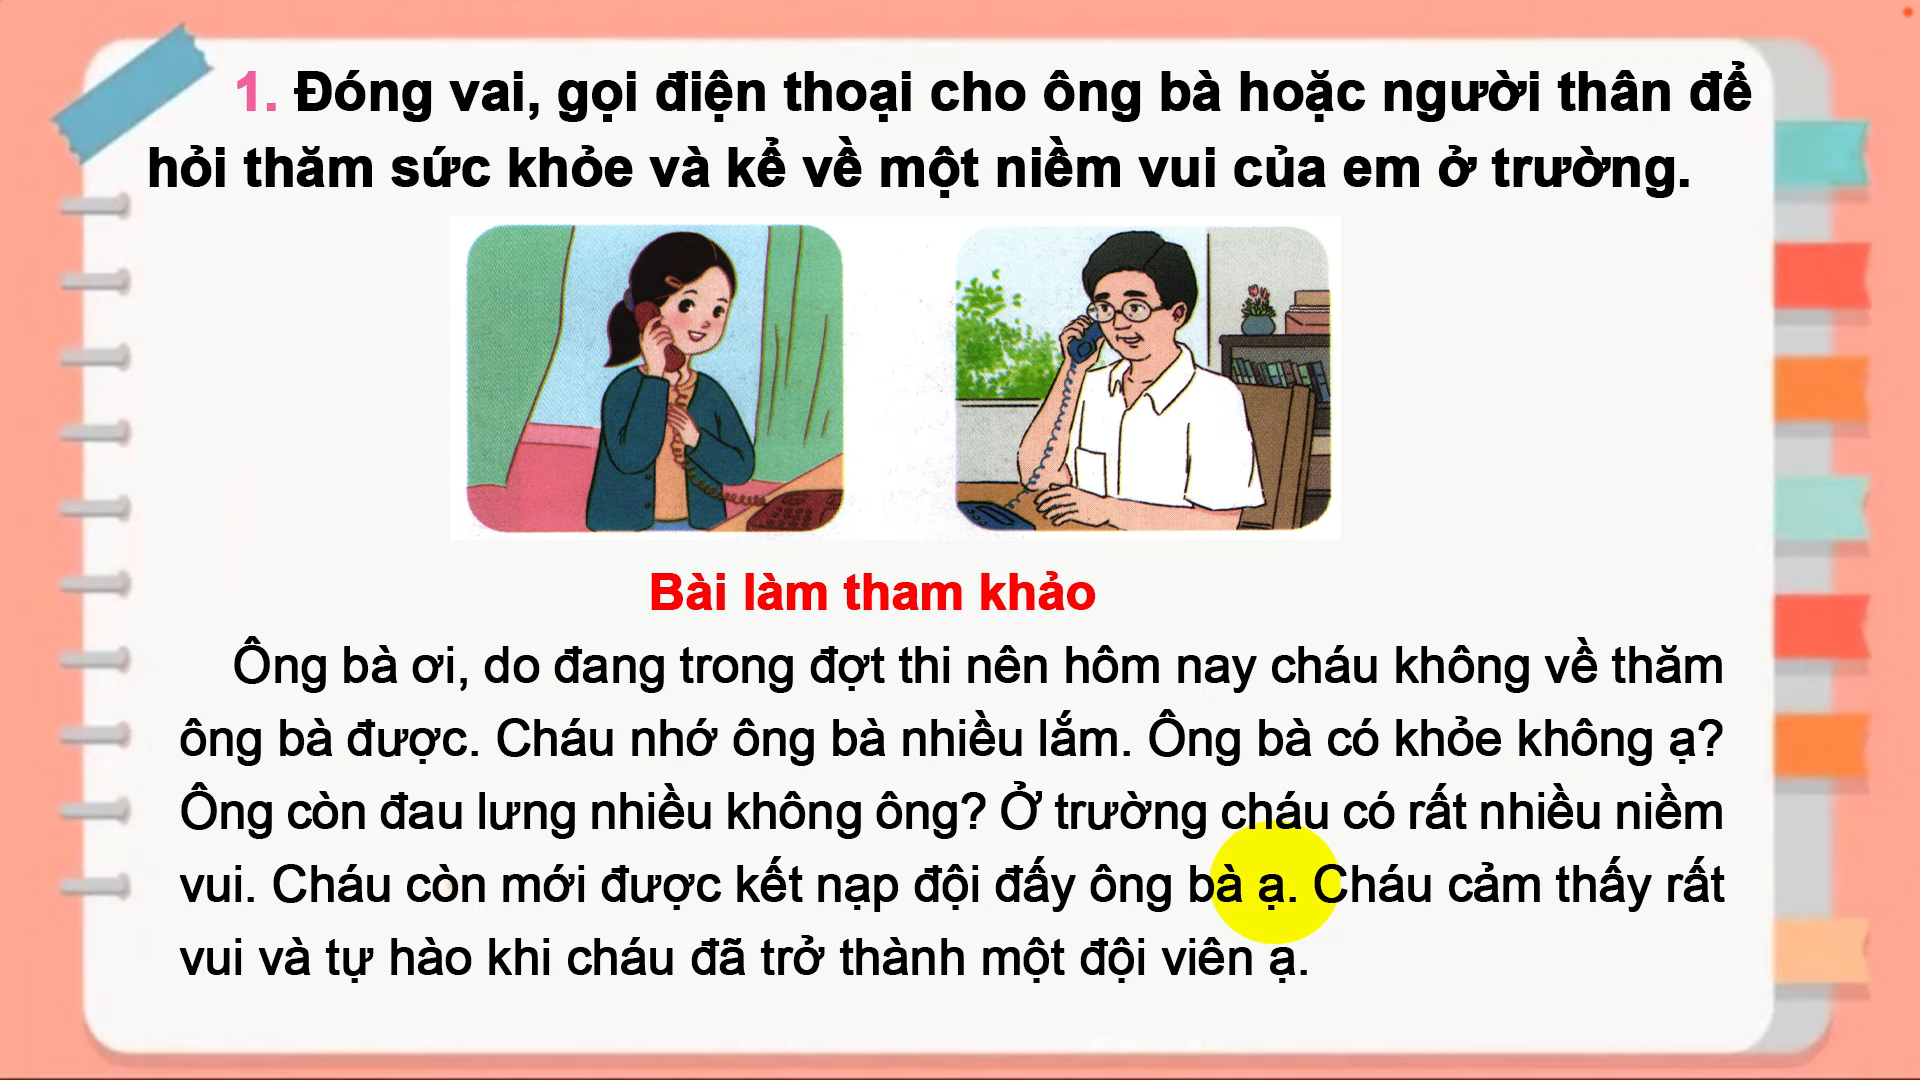 1. Đóng vai, gọi điện thoại cho ông bà hoặc người thân để
hỏi thăm sức khỏe và kể về một niềm vui của em ở trường.
Bài làm tham khảo
Ông bà ơi, do đang trong đợt thi nên hôm nay cháu không về thăm
ông bà được. Cháu nhớ ông bà nhiều lắm. Ông bà có khỏe không ạ?
Ông còn đau lưng nhiều không ông? Ở trường cháu có rất nhiều niềm
vui. Cháu còn mới được kết nạp đội đấy ông bà ạ. Cháu cảm thấy rất
vui và tự hào khi cháu đã trở thành một đội viên ạ.